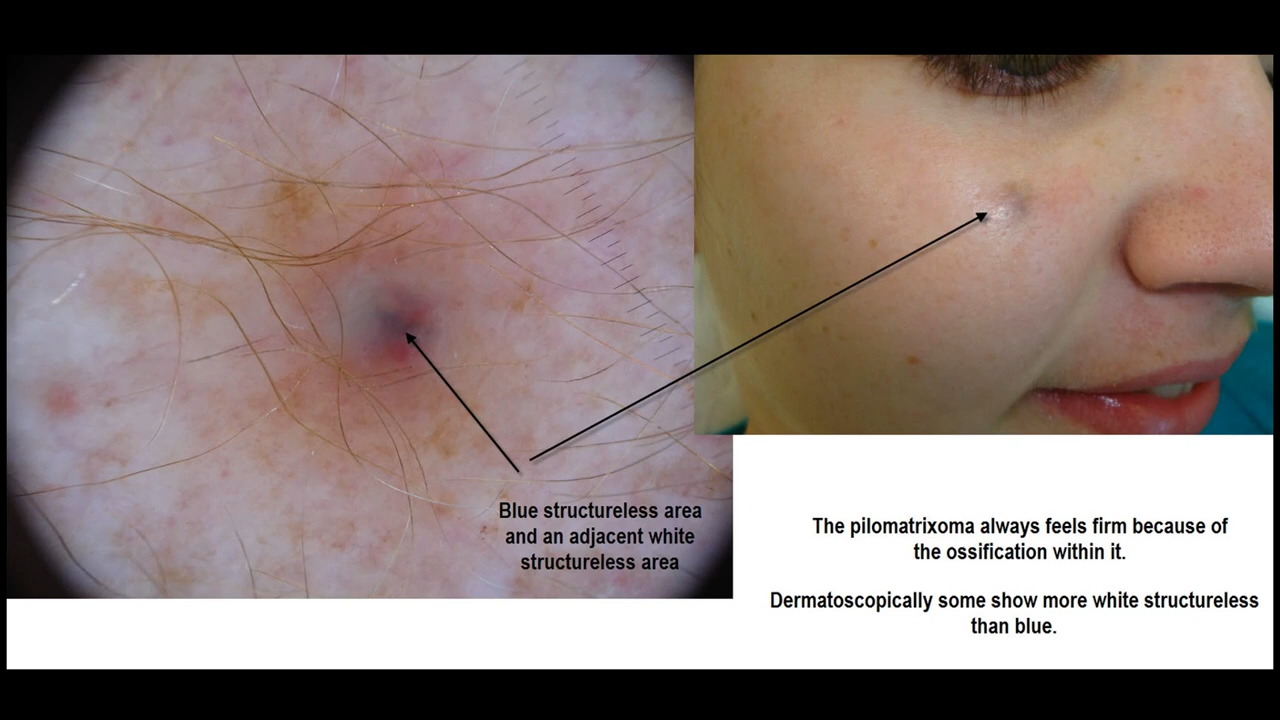 Blue structureless area
and an adjacent white
structureless area
The pilomatrixoma always feels firm because of
the ossification within it.
Dermatoscopically some show more white structureless
than blue.